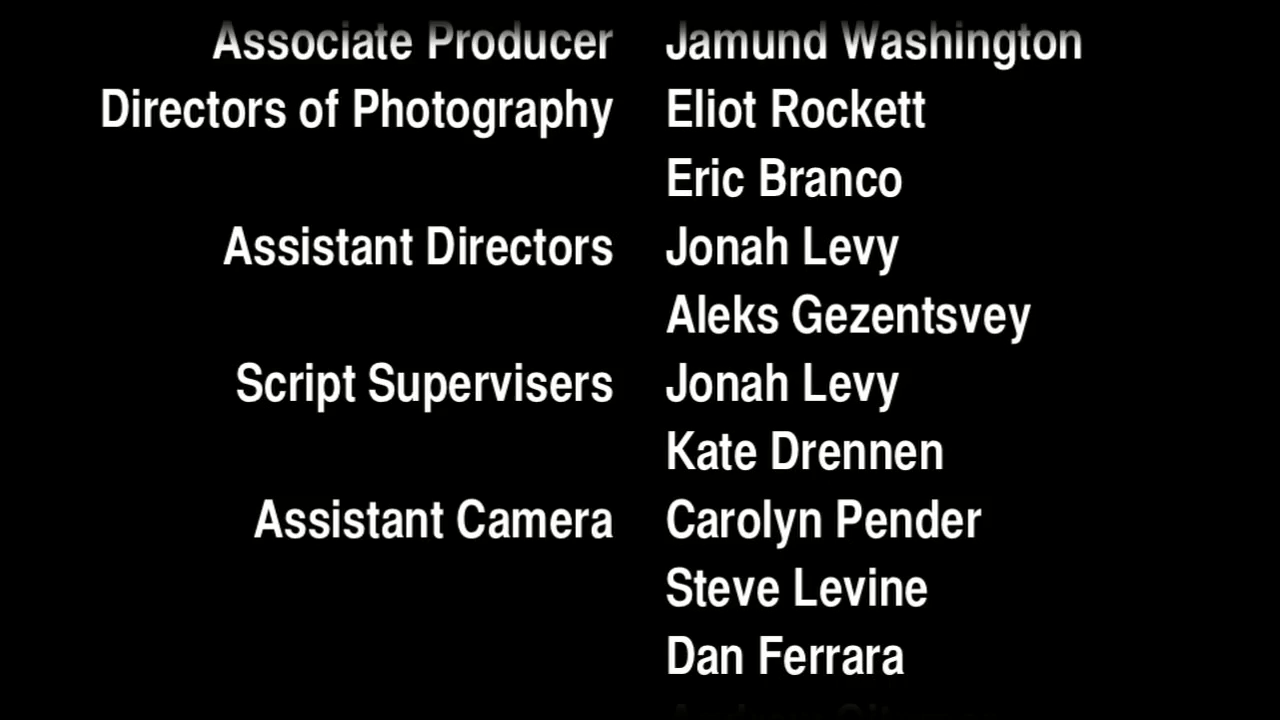 Associate Producer Jamund Washington
Directors of Photography Eliot Rockett
Eric Branco
Assistant Directors Jonah Levy
Aleks Gezentsvey
Script Supervisers Jonah Levy
Kate Drennen
Assistant Camera Carolyn Pender
Steve Levine
Dan Ferrara